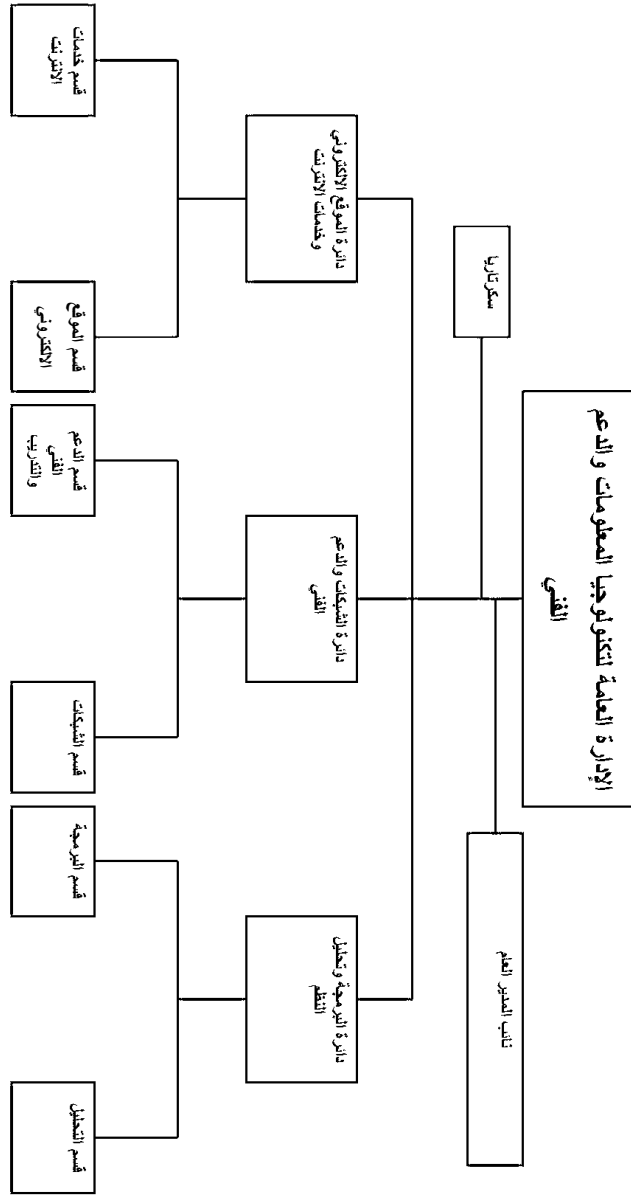 الإدارة العامة لتكنولوجيا المعلومات والدعم
الفني
نائب المدير العام
سكرتاريا
دائرة البرمجة وتحليل
النظم
دائرة الشبكات والدعم
الفني
دائرة الموقع الالكتروني
وخدمات الانترنت
قسم التحليل
قسم البرمجة
قسم الشبكات
قسم الدعم
الفني
والتدريب
قسم الموقع
الالكتروني
قسم خدمات
الانترنت